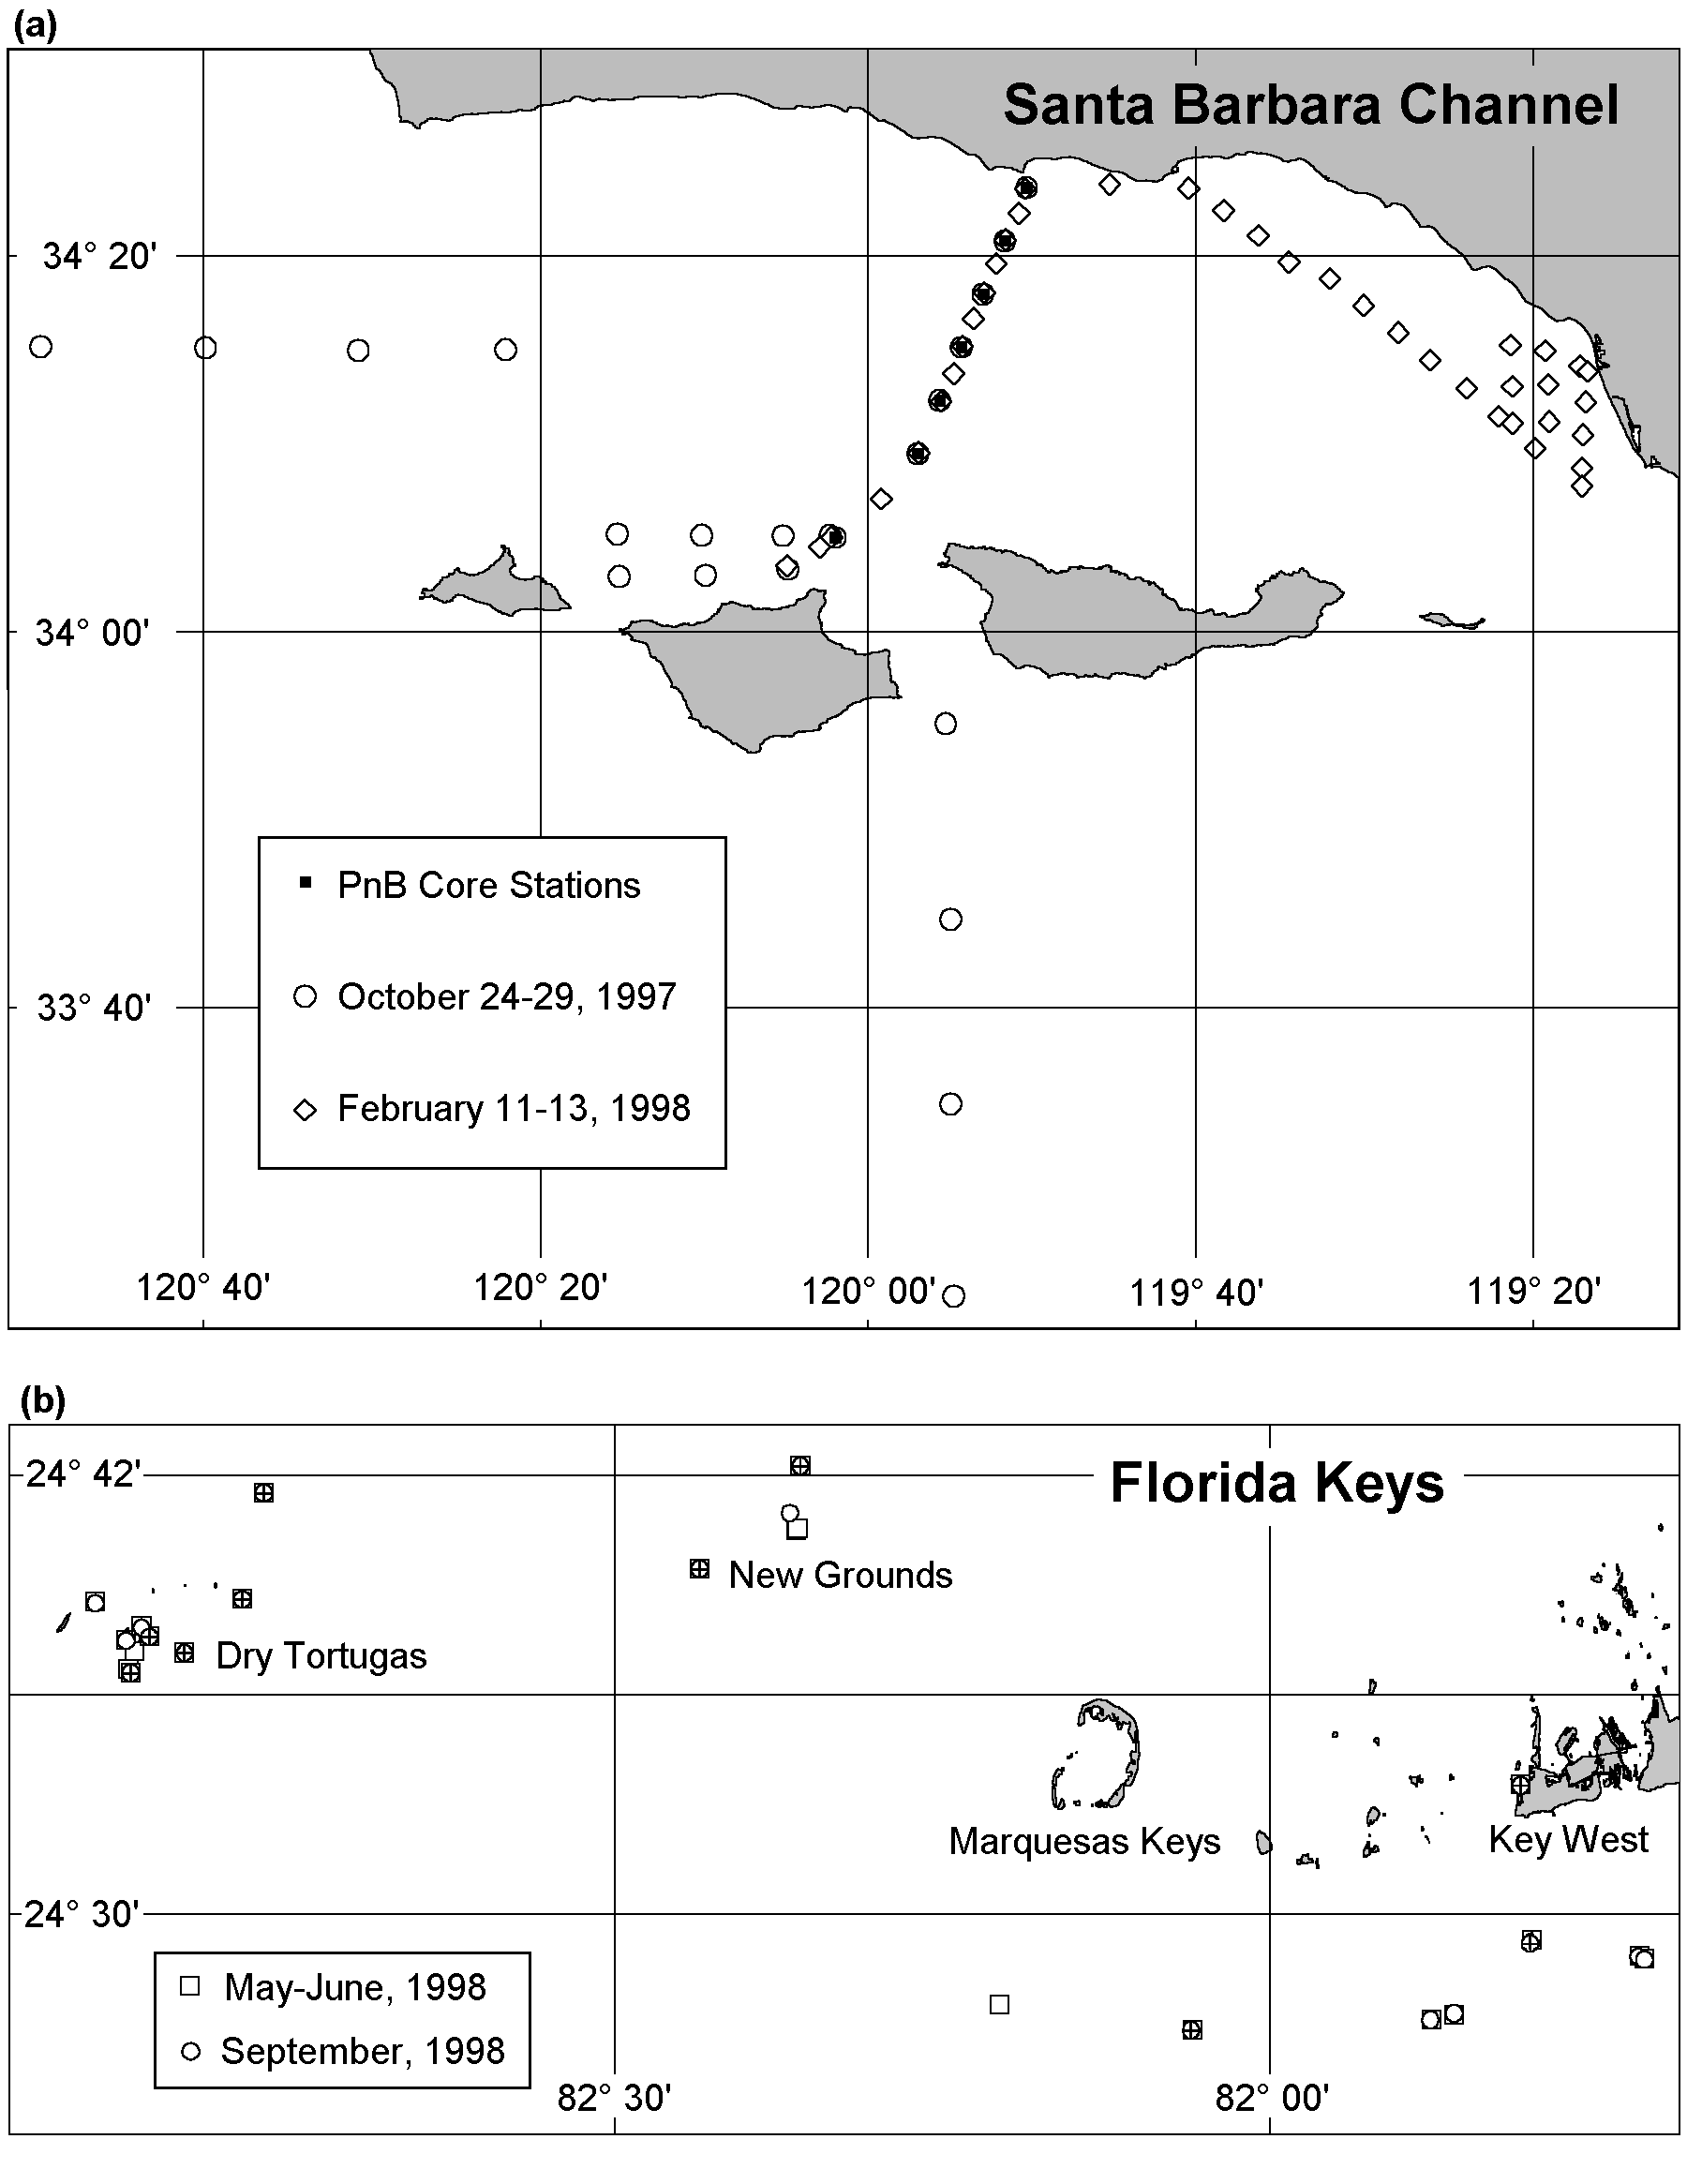 (a)
Santa Barbara Channel
34° 20'
34° 00'
PnB Core Stations
33° 40'
October 24-29, 1997
February 11-13, 1998
120° 40' 120° 20' 120° 00' 119° 40' 119° 20'
(b)
24° 42'
Florida Keys
New Grounds
Dry Tortugas
Marquesas Keys
Key West
24° 30'
May-June, 1998
September, 1998
82° 30' 82° 00'